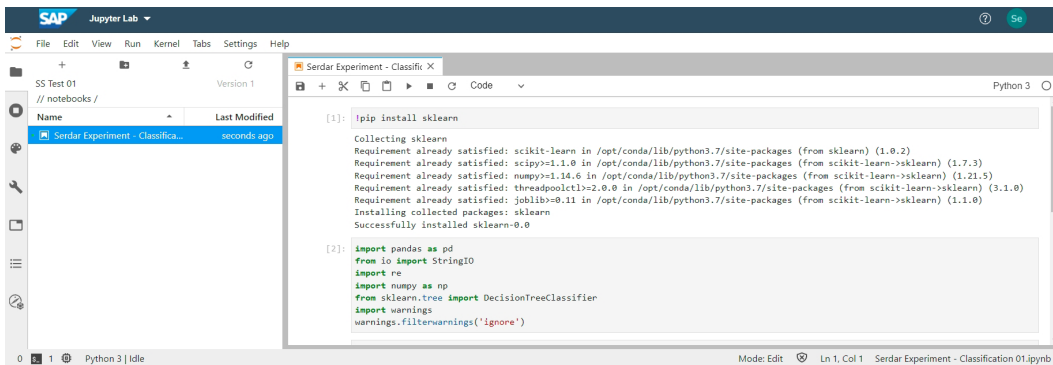 SAP Jupyter Lab Se
File Edit View Run Kernel Tabs Settings Help
SS Test 01 Version 1
// notebooks /
Name Last Modified
Serdar Experiment - Classifica... seconds ago
Serdar Experiment - Classific
Code Python 3
[1]: !pip install sklearn
Collecting sklearn
Requirement already satisfied: scikit-learn in /opt/conda/lib/python3.7/site-packages (from sklearn) (1.0.2)
Requirement already satisfied: scipy>=1.1.0 in /opt/conda/lib/python3.7/site-packages (from scikit-learn->sklearn) (1.7.3)
Requirement already satisfied: numpy>=1.14.6 in /opt/conda/lib/python3.7/site-packages (from scikit-learn->sklearn) (1.21.5)
Requirement already satisfied: threadpoolctl>=2.0.0 in /opt/conda/lib/python3.7/site-packages (from scikit-learn->sklearn) (3.1.0)
Requirement already satisfied: joblib>=0.11 in /opt/conda/lib/python3.7/site-packages (from scikit-learn->sklearn) (1.1.0)
Installing collected packages: sklearn
Successfully installed sklearn-0.0
[2]: import pandas as pd
from io import StringIO
import re
import numpy as np
from sklearn.tree import DecisionTreeClassifier
import warnings
warnings.filterwarnings('ignore')
0 1 Python 3 | Idle Mode: Edit Ln 1, Col 1 Serdar Experiment - Classification 01.ipynb